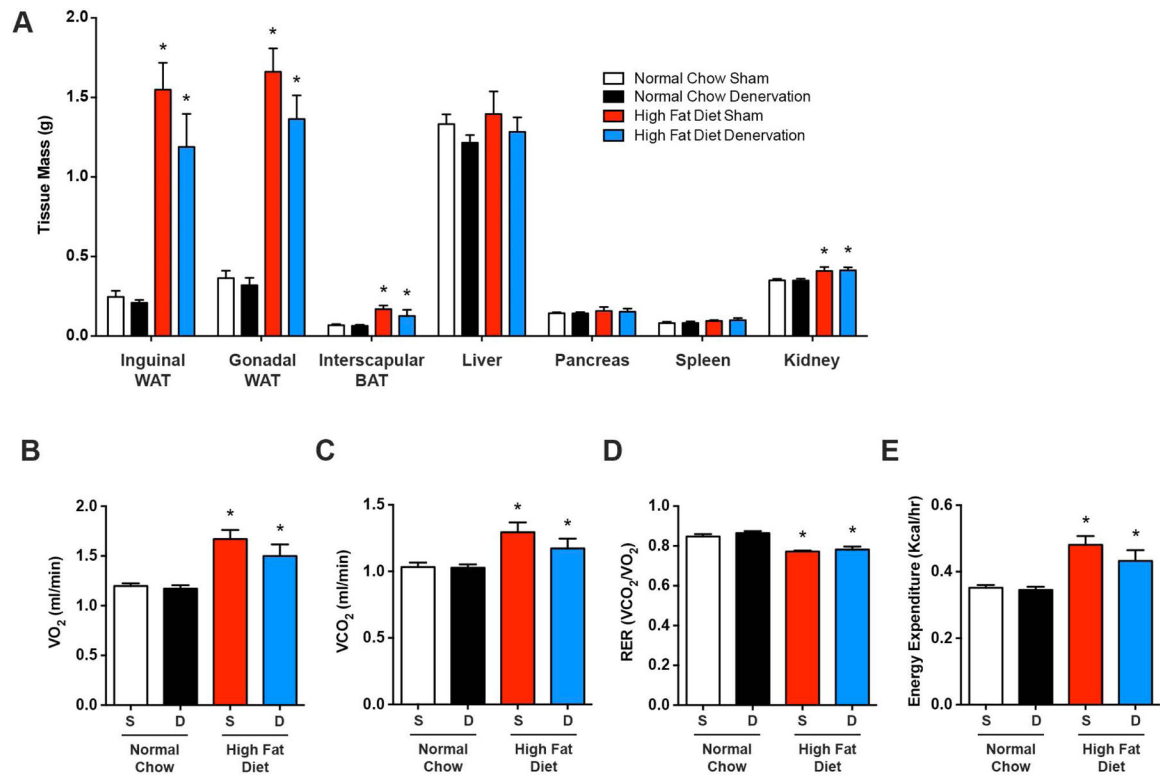 A
Tissue Mass (g)
2.0
1.5
1.0
0.5
0.0
* * * * * * * *
Normal Chow Sham
Normal Chow Denervation
High Fat Diet Sham
High Fat Diet Denervation
Inguinal WAT
Gonadal WAT
Interscapular BAT
Liver
Pancreas
Spleen
Kidney
B
VO2 (ml/min)
2.0
1.5
1.0
0.5
0.0
* *
S D S D
Normal Chow
High Fat Diet
C
VCO2 (ml/min)
1.5
1.0
0.5
0.0
* *
S D S D
Normal Chow
High Fat Diet
D
RER (VCO2/VO2)
1.0
0.8
0.6
0.4
0.2
0.0
* *
S D S D
Normal Chow
High Fat Diet
E
Energy Expenditure (Kcal/hr)
0.6
0.4
0.2
0.0
* *
S D S D
Normal Chow
High Fat Diet